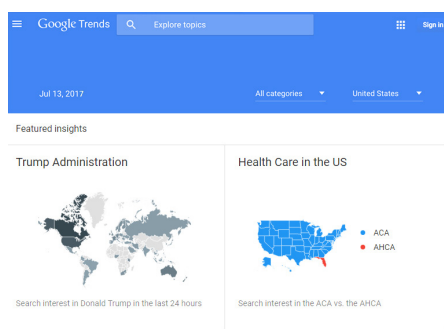 Google Trends
Explore topics
Sign in
Jul 13, 2017
All categories
United States
Featured insights
Trump Administration
Search interest in Donald Trump in the last 24 hours
Health Care in the US
ACA
AHCA
Search interest in the ACA vs. the AHCA